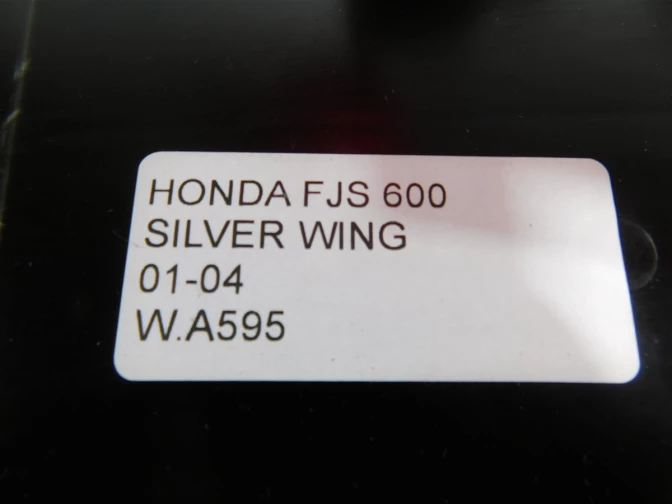 HONDA FJS 600
SILVER WING
01-04
W.A595